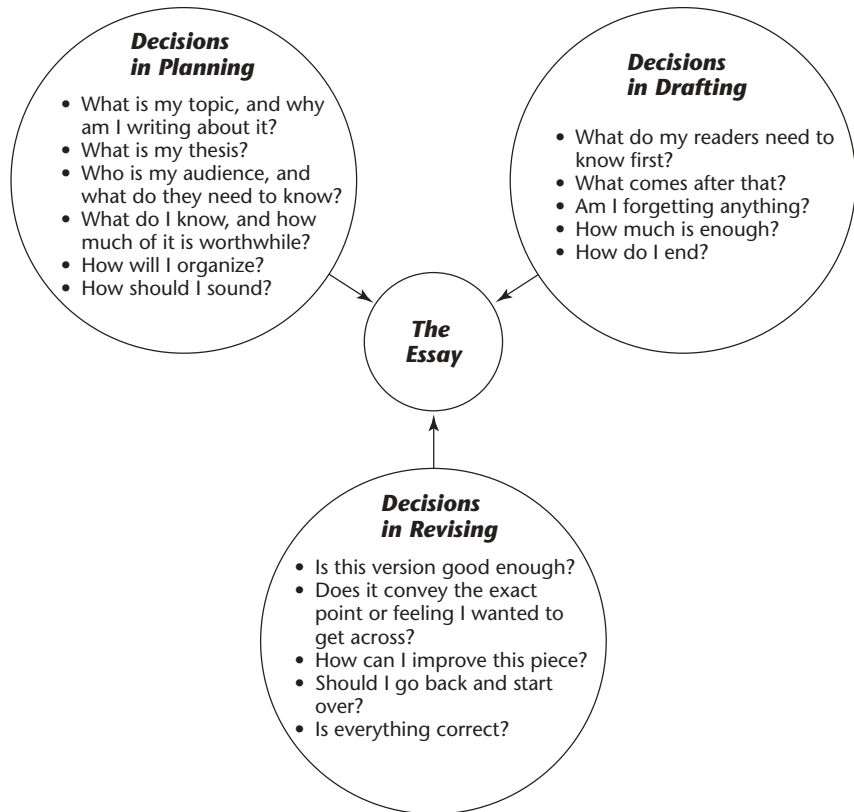 Decisions
in Planning
• What is my topic, and why
am I writing about it?
• What is my thesis?
• Who is my audience, and
what do they need to know?
• What do I know, and how
much of it is worthwhile?
• How will I organize?
• How should I sound?
Decisions
in Drafting
• What do my readers need to
know first?
• What comes after that?
• Am I forgetting anything?
• How much is enough?
• How do I end?
The
Essay
Decisions
in Revising
• Is this version good enough?
• Does it convey the exact
point or feeling I wanted to
get across?
• How can I improve this piece?
• Should I go back and start
over?
• Is everything correct?